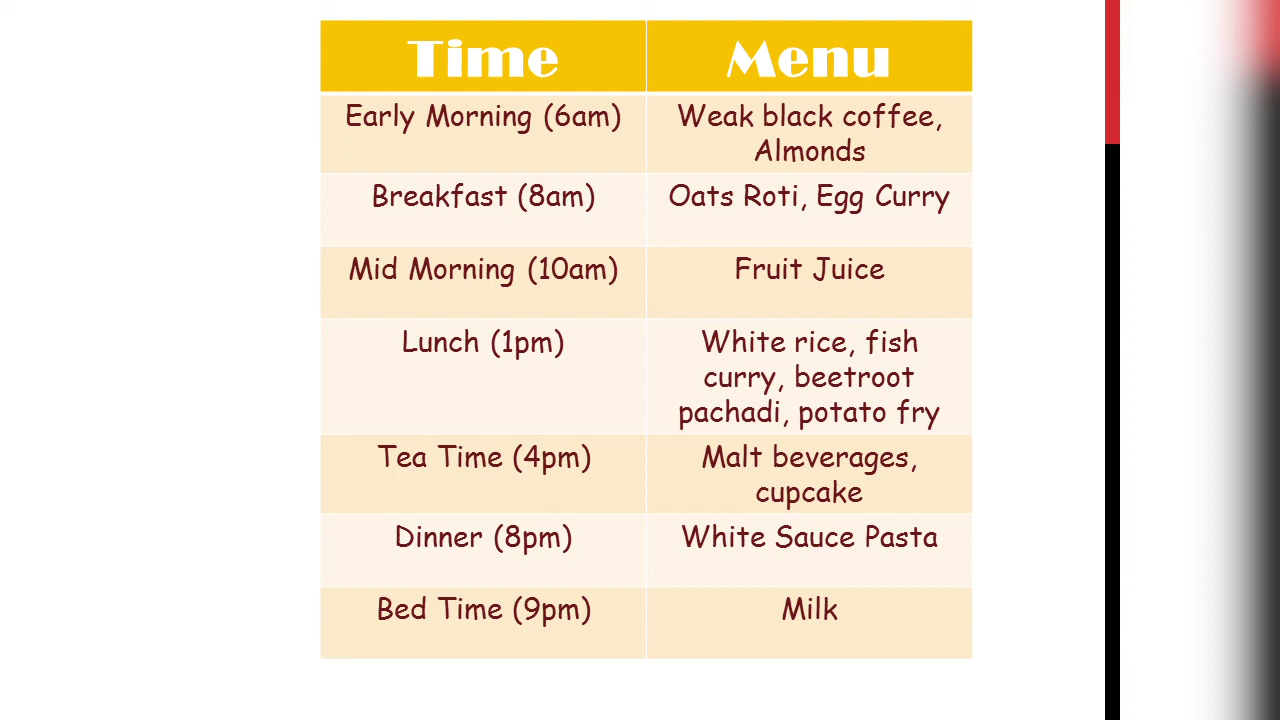 Time Menu
Early Morning (6am) Weak black coffee,
Almonds
Breakfast (8am) Oats Roti, Egg Curry
Mid Morning (10am) Fruit Juice
Lunch (1pm) White rice, fish
curry, beetroot
pachadi, potato fry
Tea Time (4pm) Malt beverages,
cupcake
Dinner (8pm) White Sauce Pasta
Bed Time (9pm) Milk